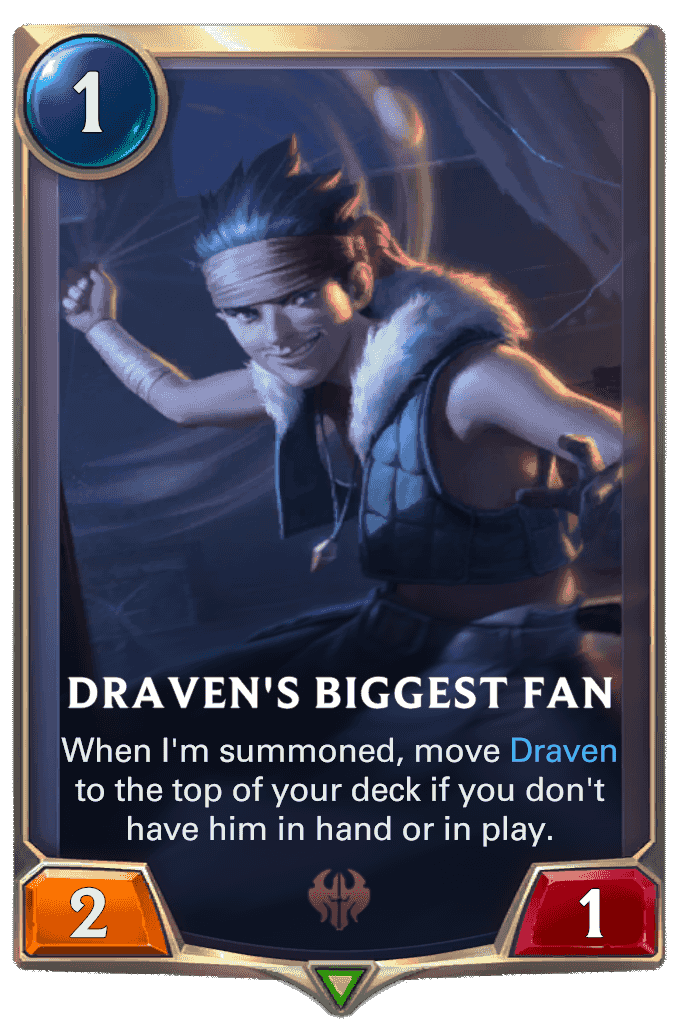 1
DRAVEN'S BIGGEST FAN
When I'm summoned, move Draven
to the top of your deck if you don't
have him in hand or in play.
2
1